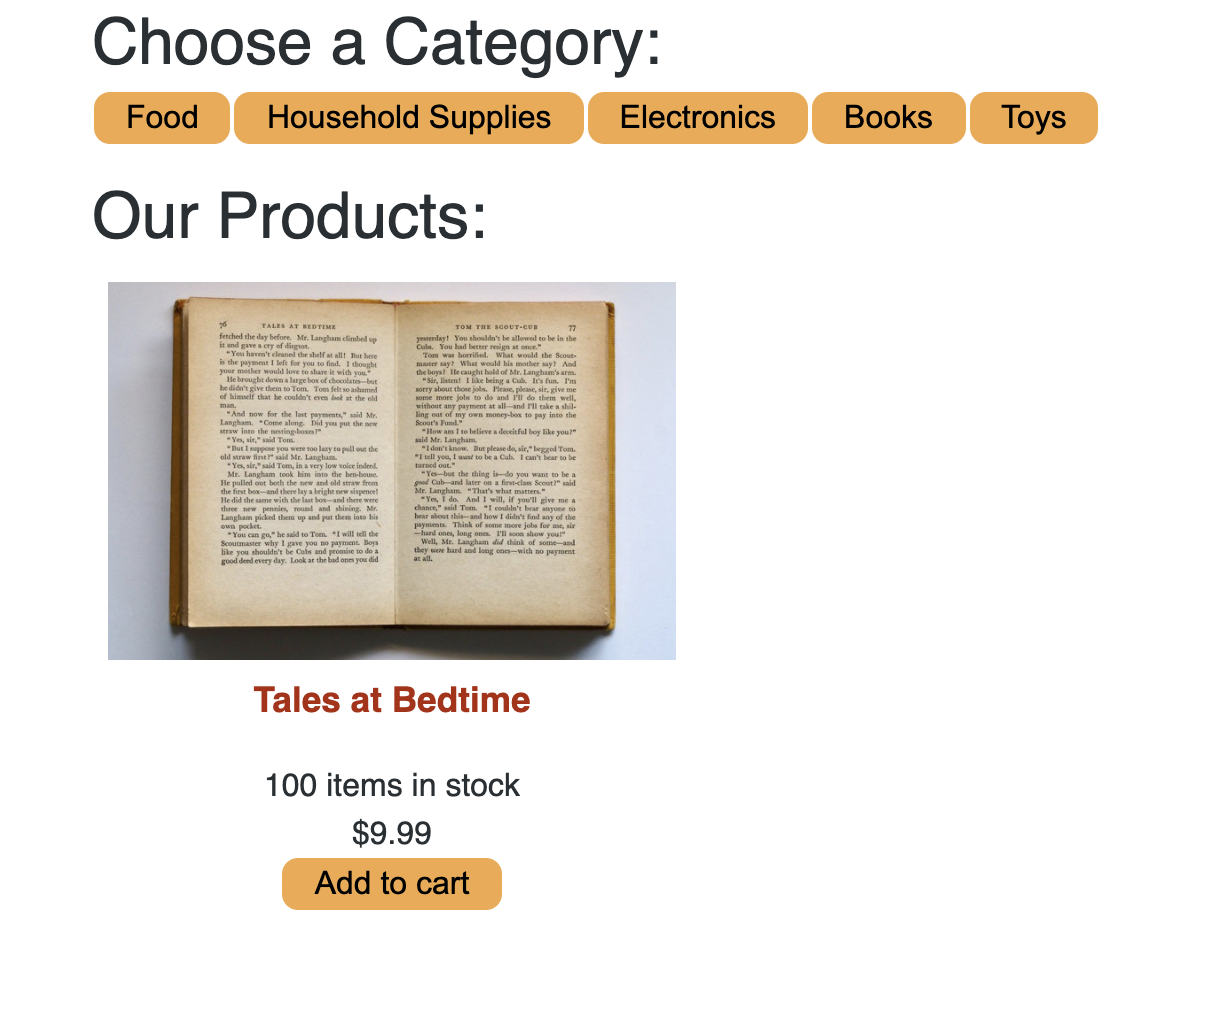 Choose a Category:
Food Household Supplies Electronics Books Toys
Our Products:
76 TALES AT BEDTIME
fetched the day before. Mr. Langham climbed up
it and gave a cry of disgust.
"You haven't cleaned the shelf at all! But here
is the payment I left for you to find. I thought
your mother would love to share it with you."
He brought down a large box of chocolates—but
he didn't give them to Tom. Tom felt so ashamed
of himself that he couldn't even look at the old
man.
"And now for the last payments," said Mr.
Langham. "Come along. Did you put the new
straw into the nesting-boxes?"
"Yes, sir," said Tom.
"But I suppose you were too lazy to pull out the
old straw first?" said Mr. Langham.
"Yes, sir," said Tom, in a very low voice indeed.
Mr. Langham took him into the hen-house.
He pulled out both the new and old straw from
the first box—and there lay a bright new sixpence!
He did the same with the last box—and there were
three new pennies, round and shining. Mr.
Langham picked them up and put them into his
own pocket.
"You can go," he said to Tom. "I will tell the
Scoutmaster why I gave you no payment. Boys
like you shouldn't be Cubs and promise to do a
good deed every day. Look at the bad ones you did
TOM THE SCOUT-CUB 77
yesterday! You shouldn't be allowed to be in the
Cubs. You had better resign at once."
Tom was horrified. What would the Scout-
master say? What would his mother say? And
the boys? He caught hold of Mr. Langham's arm.
"Sir, listen! I like being a Cub. It's fun. I'm
sorry about those jobs. Please, please, sir, give me
some more jobs to do and I'll do them well,
without any payment at all—and I'll take a shil-
ling out of my own money-box to pay into the
Scout's Fund."
"How am I to believe a deceitful boy like you?"
said Mr. Langham.
"I don't know. But please do, sir," begged Tom.
"I tell you, I want to be a Cub. I can't bear to be
turned out."
"Yes—but the thing is—do you want to be a
good Cub—and later on a first-class Scout?" said
Mr. Langham. "That's what matters."
"Yes, I do. And I will, if you'll give me a
chance," said Tom. "I couldn't bear anyone to
hear about this—and how I didn't find any of the
payments. Think of some more jobs for me, sir
—hard ones, long ones. I'll soon show you!"
Well, Mr. Langham did think of some—and
they were hard and long ones—with no payment
at all.
Tales at Bedtime
100 items in stock
$9.99
Add to cart